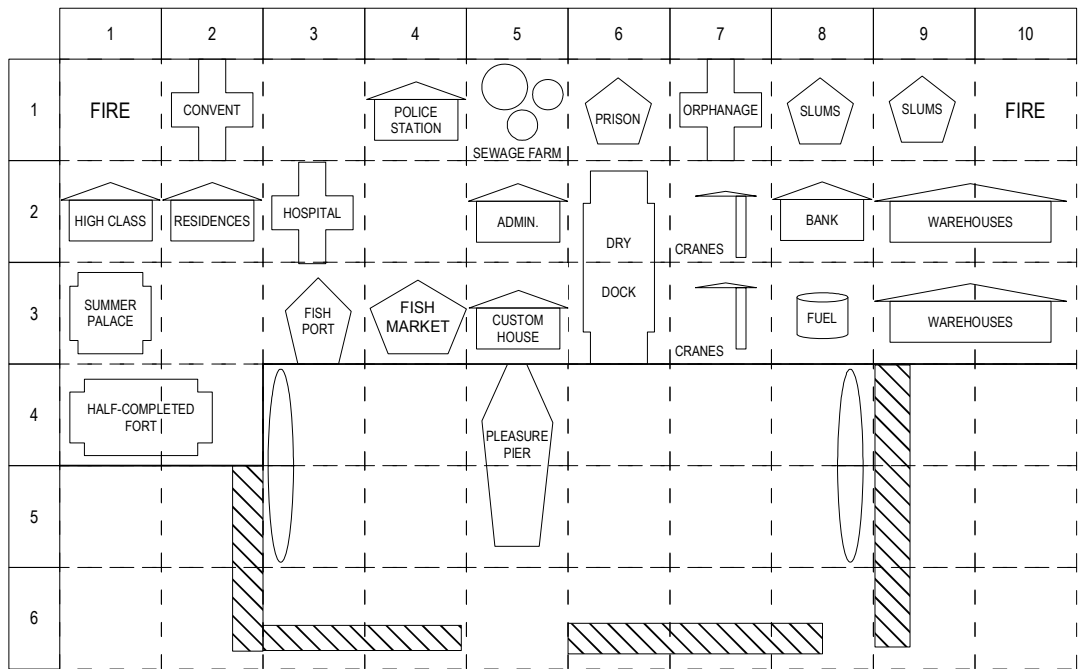 1 2 3 4 5 6 7 8 9 10
1
FIRE
CONVENT
POLICE
STATION
SEWAGE FARM
PRISON
ORPHANAGE
SLUMS
SLUMS
FIRE
2
HIGH CLASS
RESIDENCES
HOSPITAL
ADMIN.
DRY
DOCK
CRANES
BANK
WAREHOUSES
3
SUMMER
PALACE
FISH
PORT
FISH
MARKET
CUSTOM
HOUSE
CRANES
FUEL
WAREHOUSES
4
HALF-COMPLETED
FORT
PLEASURE
PIER
5
6